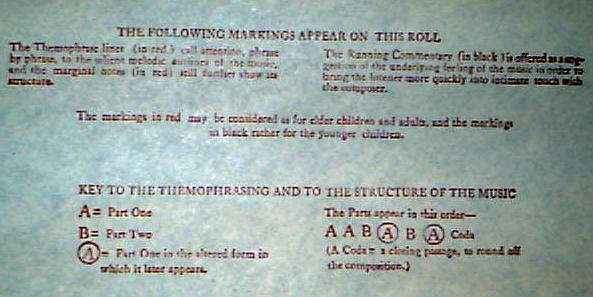 THE FOLLOWING MARKINGS APPEAR ON THIS ROLL
The Themophrase lines (in red) call attention, phrase
by phrase, to the salient melodic outlines of the music,
and the marginal notes (in red) still further show its
structure.
The Running Commentary (in black) is offered as a sug-
gestion of the underlying feeling of the music in order to
bring the listener more quickly into intimate touch with
the composer.
The markings in red may be considered as for elder children and adults, and the markings
in black rather for the younger children.
KEY TO THE THEMOPHRASING AND TO THE STRUCTURE OF THE MUSIC
A= Part One
B= Part Two
Ⓐ= Part One in the altered form in
which it later appears.
The Parts appear in this order—
A A B Ⓐ B Ⓐ Coda
(A Coda= a closing passage, to round off
the composition.)